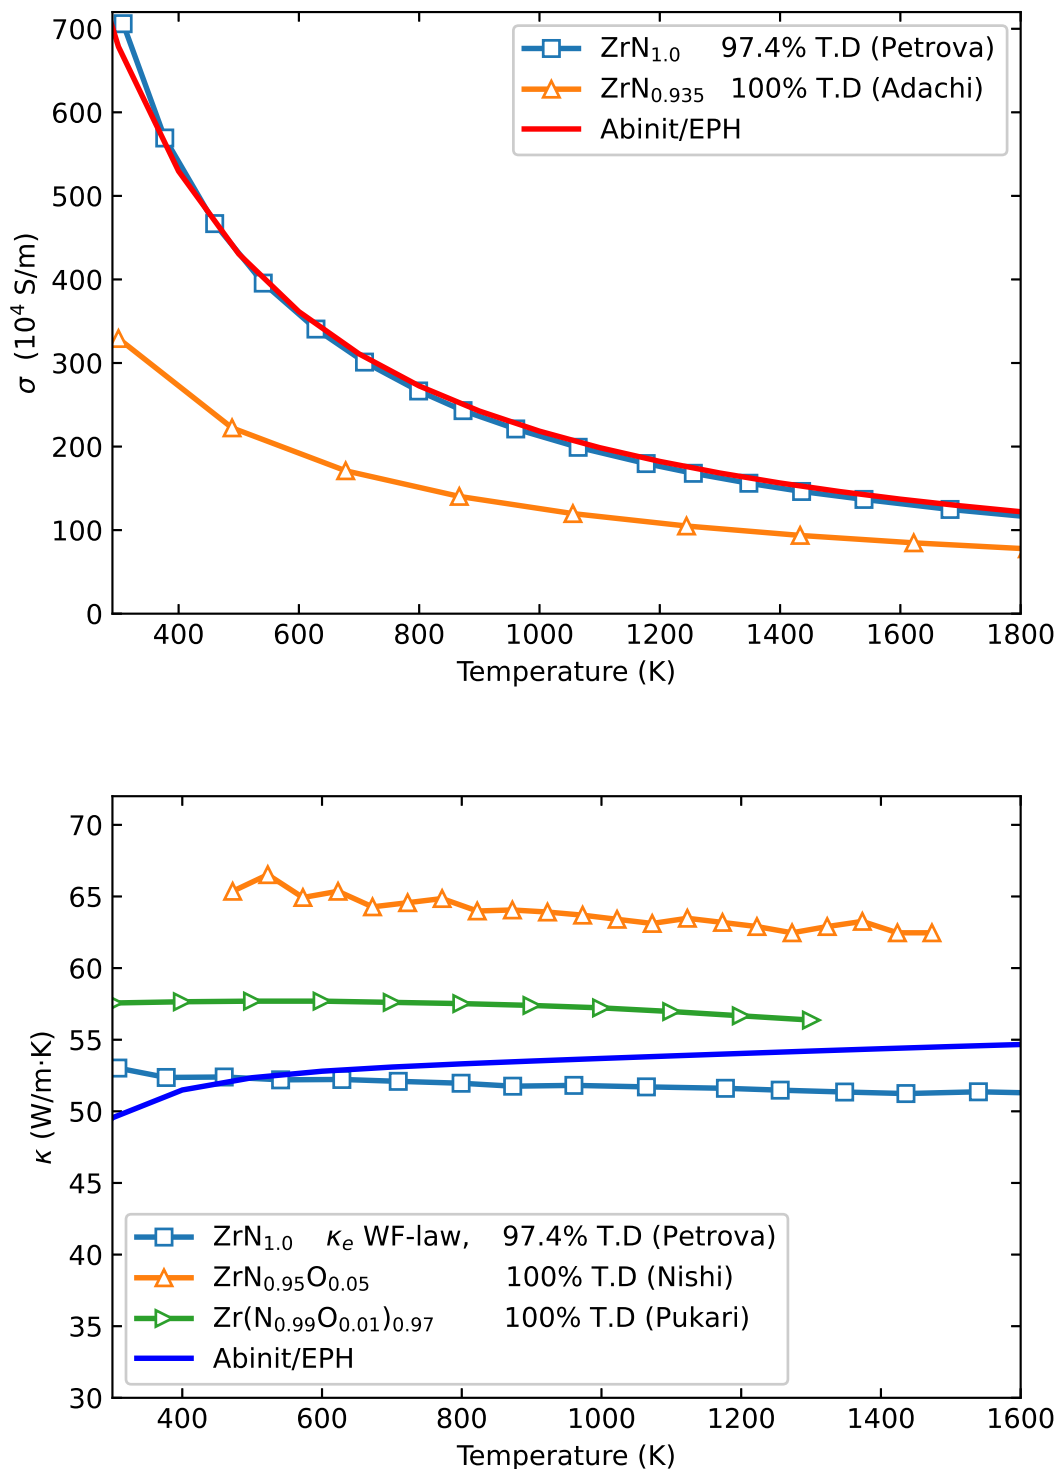 700
600
500
400
300
200
100
0
σ (10⁴ S/m)
ZrN₁.₀ 97.4% T.D (Petrova)
ZrN₀.₉₃₅ 100% T.D (Adachi)
Abinit/EPH
400 600 800 1000 1200 1400 1600 1800
Temperature (K)
70
65
60
55
50
45
40
35
30
κ (W/m·K)
ZrN₁.₀ κₑ WF-law, 97.4% T.D (Petrova)
ZrN₀.₉₅O₀.₀₅ 100% T.D (Nishi)
Zr(N₀.₉₉O₀.₀₁)₀.₉₇ 100% T.D (Pukari)
Abinit/EPH
400 600 800 1000 1200 1400 1600
Temperature (K)